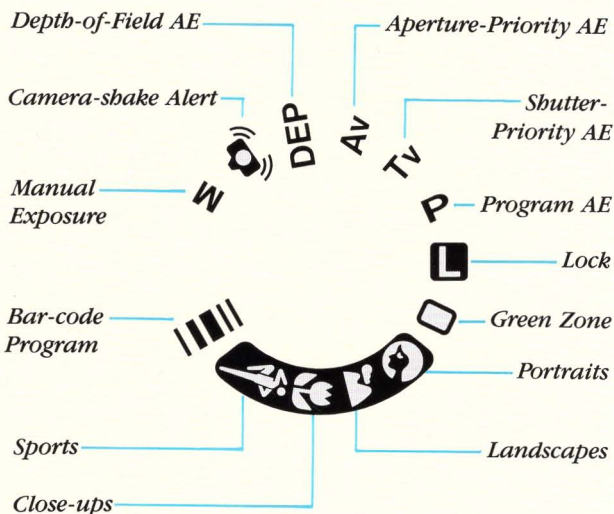 Depth-of-Field AE
Aperture-Priority AE
Camera-shake Alert
Shutter-
Priority AE
Manual
Exposure
Program AE
Lock
Bar-code
Program
Green Zone
Portraits
Sports
Landscapes
Close-ups
M
DEP
Av
Tv
P
L